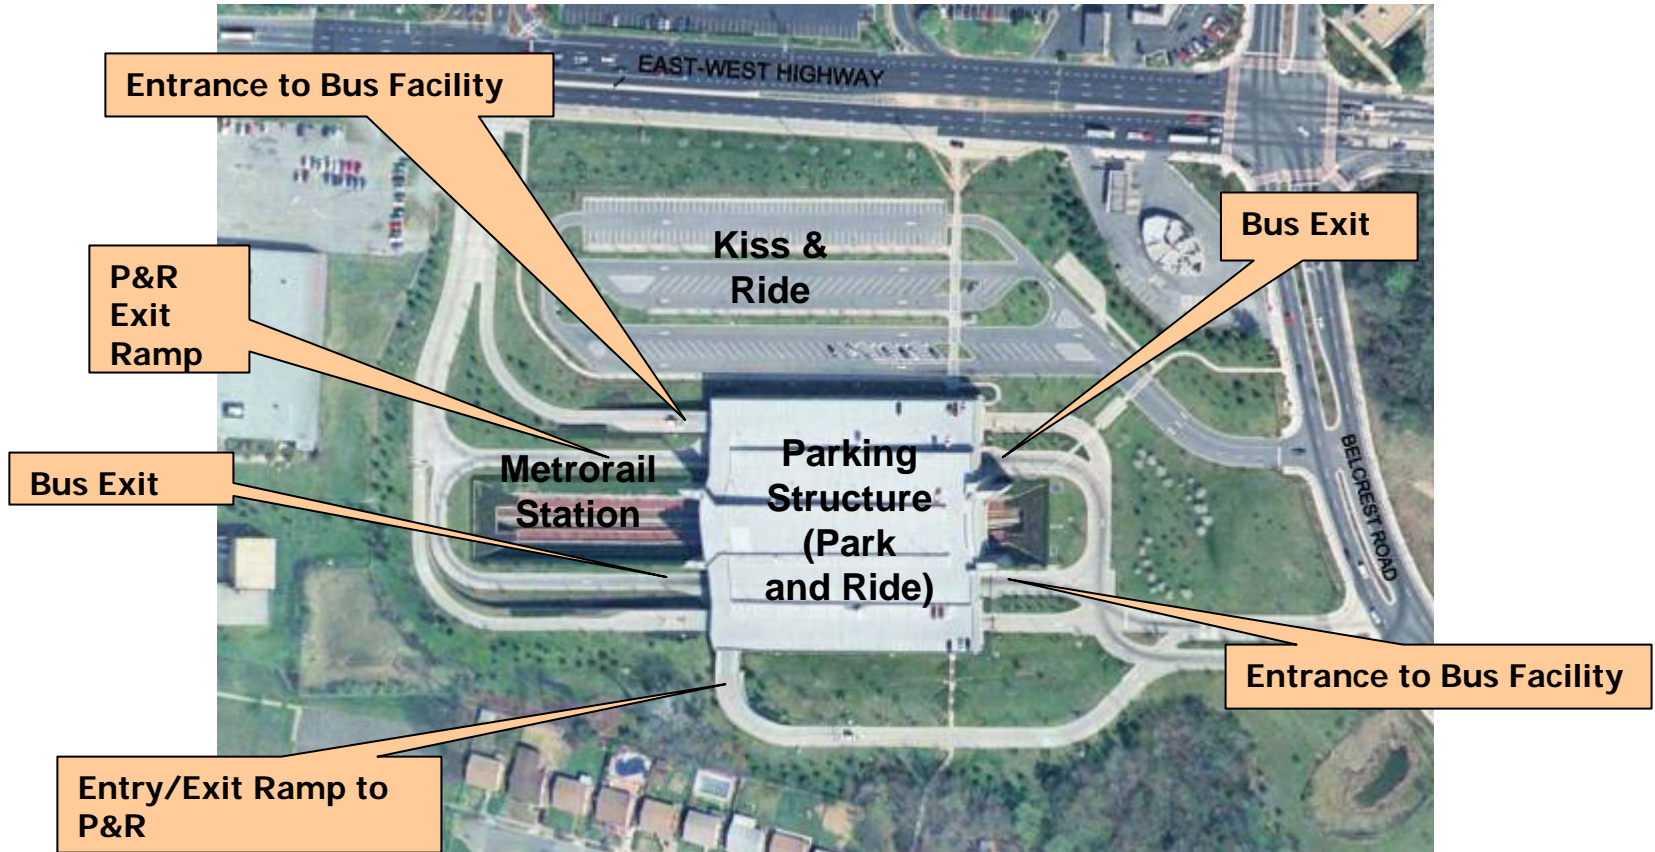 EAST-WEST HIGHWAY
Entrance to Bus Facility
Bus Exit
Kiss &
Ride
P&R
Exit
Ramp
Parking
Structure
(Park
and Ride)
Metrorail
Station
Bus Exit
BELCREST ROAD
Entrance to Bus Facility
Entry/Exit Ramp to
P&R